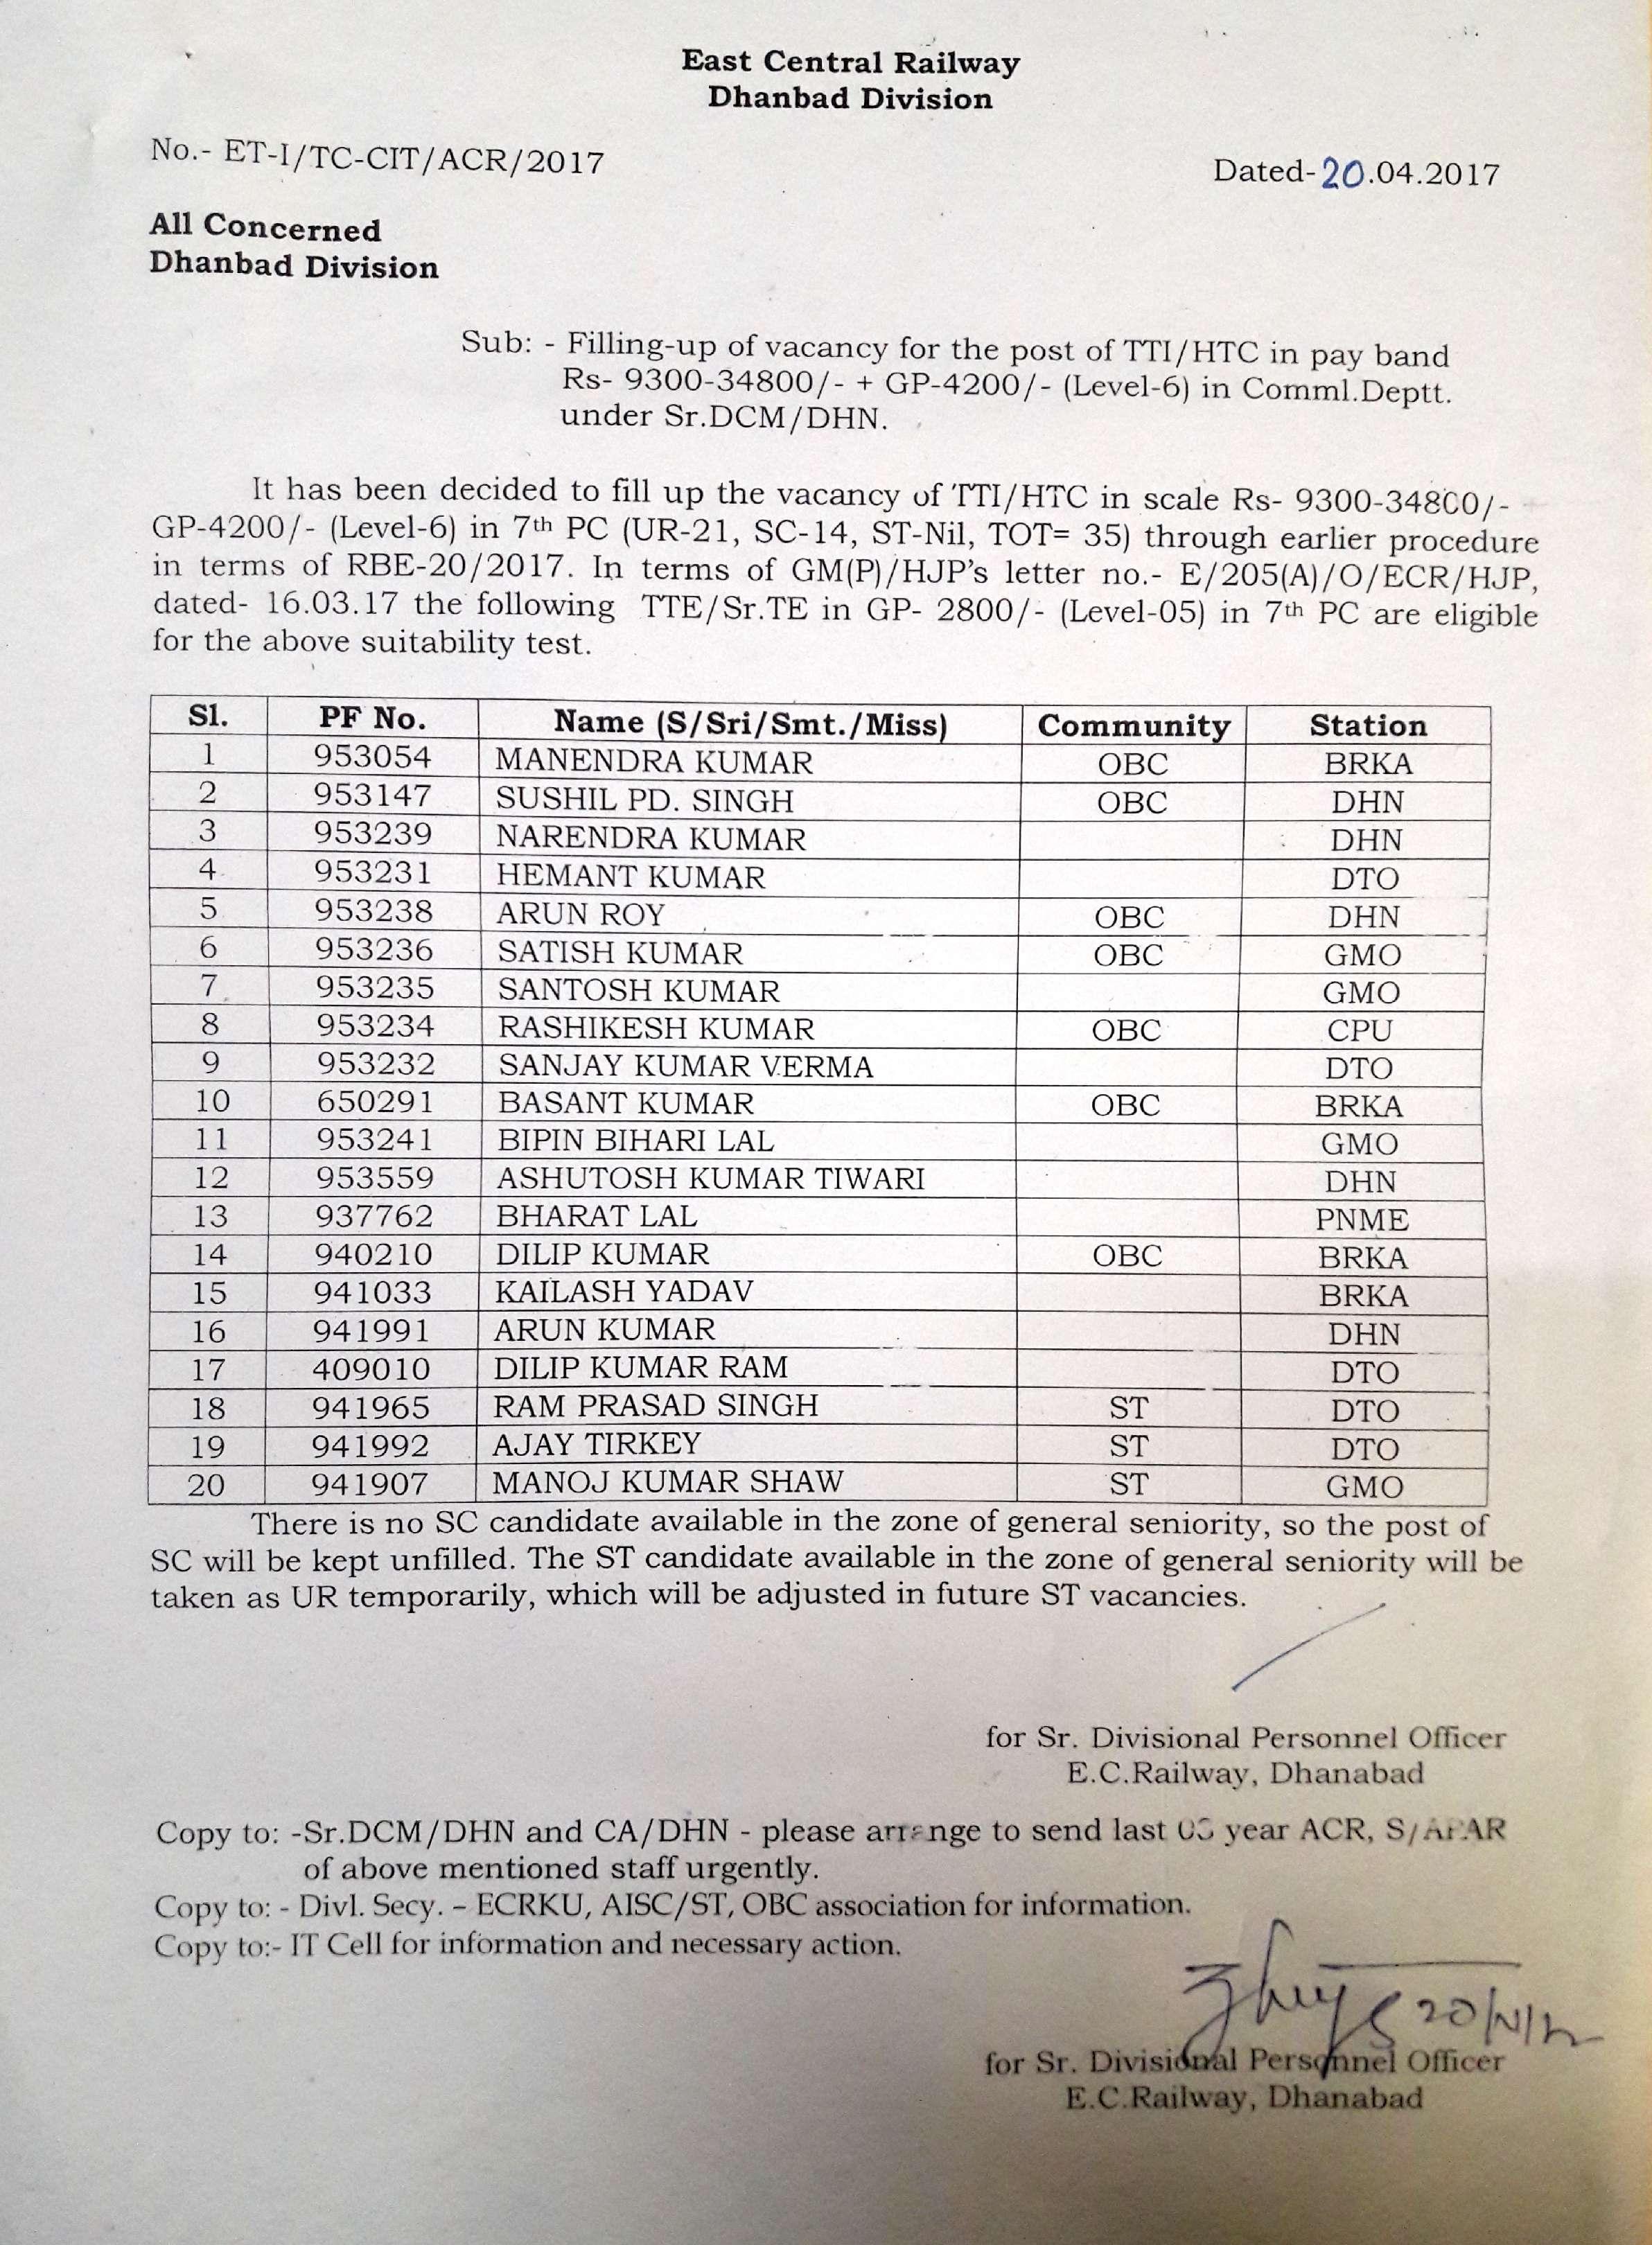 East Central Railway
Dhanbad Division
No.- ET-I/TC-CIT/ACR/2017
Dated-20.04.2017
All Concerned
Dhanbad Division
Sub: - Filling-up of vacancy for the post of TTI/HTC in pay band
Rs- 9300-34800/- + GP-4200/- (Level-6) in Comml.Deptt.
under Sr.DCM/DHN.
It has been decided to fill up the vacancy of TTI/HTC in scale Rs- 9300-34800/-
GP-4200/- (Level-6) in 7th PC (UR-21, SC-14, ST-Nil, TOT= 35) through earlier procedure
in terms of RBE-20/2017. In terms of GM(P)/HJP's letter no.- E/205(A)/O/ECR/HJP,
dated- 16.03.17 the following TTE/Sr.TE in GP- 2800/- (Level-05) in 7th PC are eligible
for the above suitability test.
Sl. PF No. Name (S/Sri/Smt./Miss) Community Station
1 953054 MANENDRA KUMAR OBC BRKA
2 953147 SUSHIL PD. SINGH OBC DHN
3 953239 NARENDRA KUMAR DHN
4 953231 HEMANT KUMAR DTO
5 953238 ARUN ROY OBC DHN
6 953236 SATISH KUMAR OBC GMO
7 953235 SANTOSH KUMAR GMO
8 953234 RASHIKESH KUMAR OBC CPU
9 953232 SANJAY KUMAR VERMA DTO
10 650291 BASANT KUMAR OBC BRKA
11 953241 BIPIN BIHARI LAL GMO
12 953559 ASHUTOSH KUMAR TIWARI DHN
13 937762 BHARAT LAL PNME
14 940210 DILIP KUMAR OBC BRKA
15 941033 KAILASH YADAV BRKA
16 941991 ARUN KUMAR DHN
17 409010 DILIP KUMAR RAM DTO
18 941965 RAM PRASAD SINGH ST DTO
19 941992 AJAY TIRKEY ST DTO
20 941907 MANOJ KUMAR SHAW ST GMO
There is no SC candidate available in the zone of general seniority, so the post of
SC will be kept unfilled. The ST candidate available in the zone of general seniority will be
taken as UR temporarily, which will be adjusted in future ST vacancies.
for Sr. Divisional Personnel Officer
E.C.Railway, Dhanabad
Copy to: -Sr.DCM/DHN and CA/DHN - please arrange to send last year ACR, S/APAR
of above mentioned staff urgently.
Copy to: - Divl. Secy. – ECRKU, AISC/ST, OBC association for information.
Copy to:- IT Cell for information and necessary action.
for Sr. Divisional Personnel Officer
E.C.Railway, Dhanabad